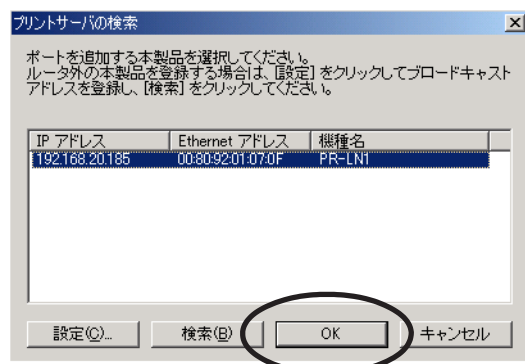 プリントサーバの検索
ポートを追加する本製品を選択してください。
ルータ外の本製品を登録する場合は、[設定] をクリックしてブロードキャスト
アドレスを登録し、[検索] をクリックしてください。
IP アドレス Ethernet アドレス 機種名
192.168.20.185 00:80:92:01:07:0F PR-LN1
設定(C)... 検索(B) OK キャンセル